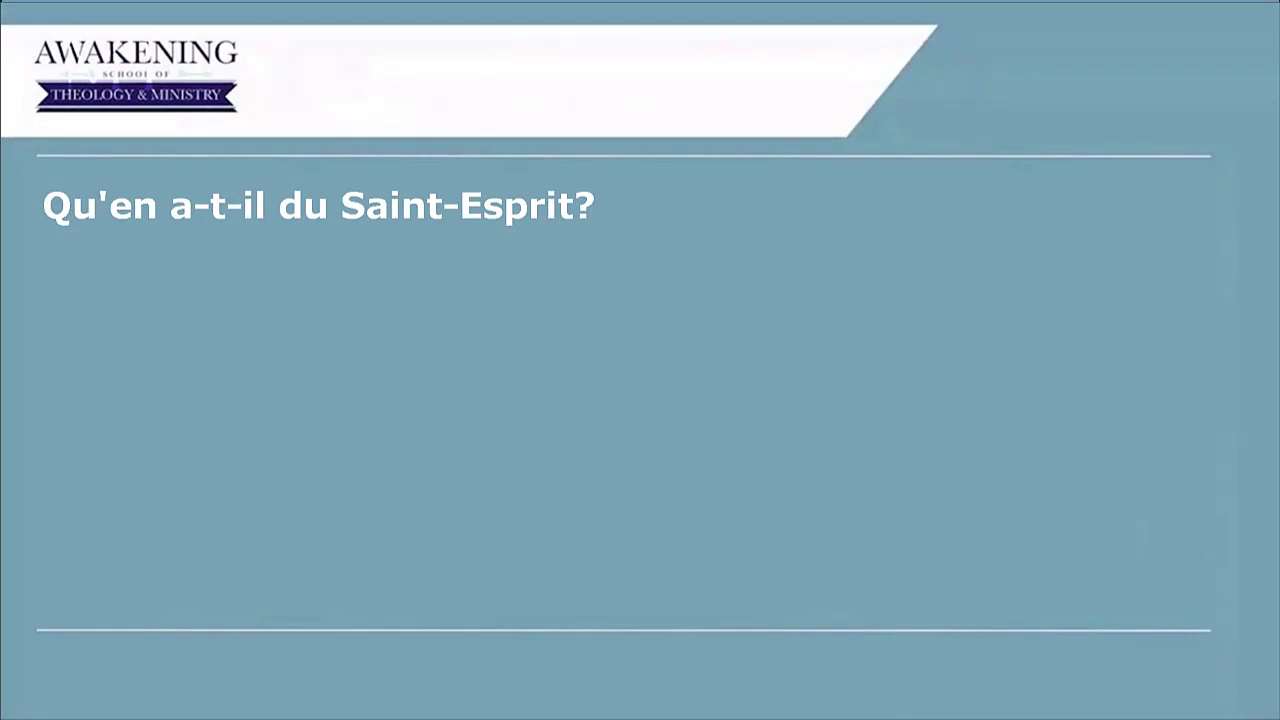 AWAKENING
SCHOOL OF
THEOLOGY & MINISTRY
Qu'en a-t-il du Saint-Esprit?